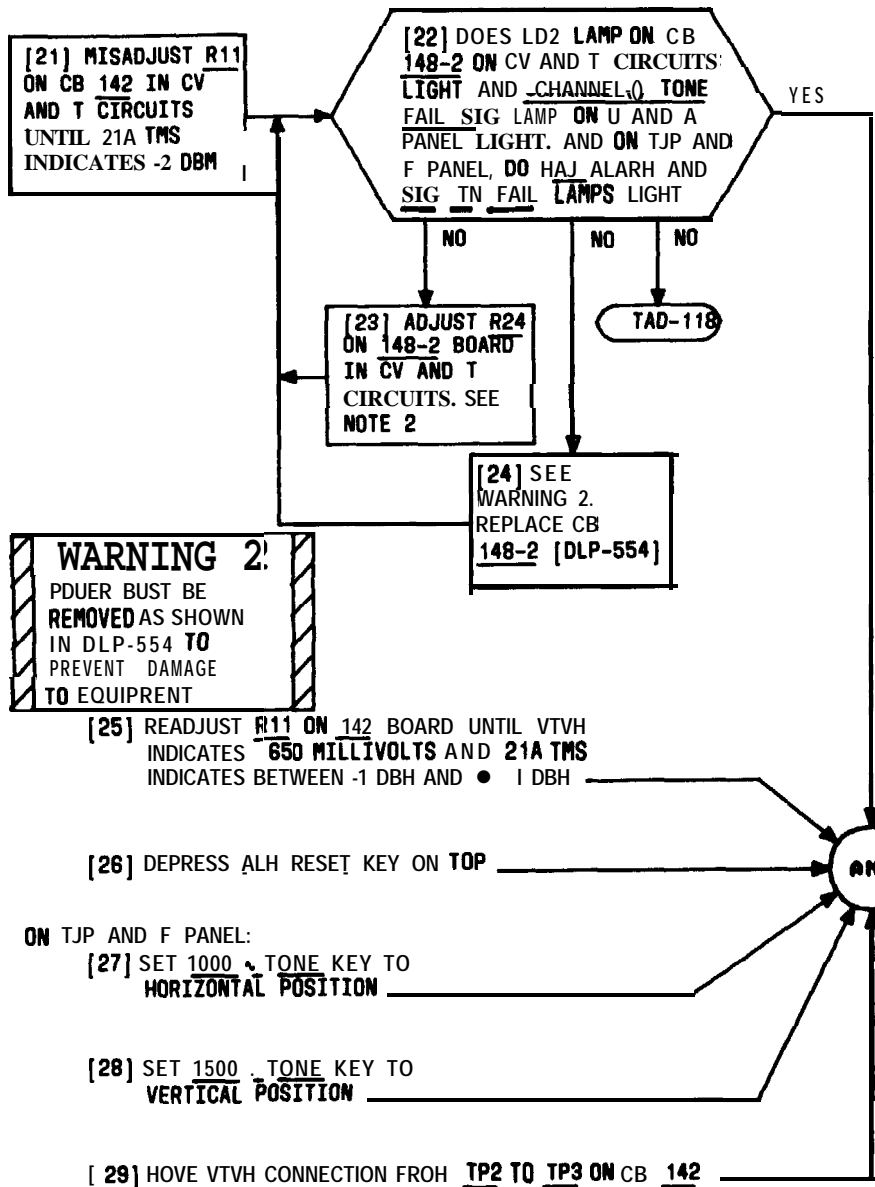 [21] MISADJUST R11
ON CB 142 IN CV
AND T CIRCUITS
UNTIL 21A TMS
INDICATES -2 DBM
[22] DOES LD2 LAMP ON CB
148-2 ON CV AND T CIRCUITS
LIGHT AND CHANNEL () TONE
FAIL SIG LAMP ON U AND A
PANEL LIGHT. AND ON TJP AND
F PANEL, DO HAJ ALARH AND
SIG TN FAIL LAMPS LIGHT
YES
NO
NO
NO
[23] ADJUST R24
ON 148-2 BOARD
IN CV AND T
CIRCUITS. SEE
NOTE 2
TAD-118
[24] SEE
WARNING 2.
REPLACE CB
148-2 [DLP-554]
WARNING 2
PDUER BUST BE
REMOVED AS SHOWN
IN DLP-554 TO
PREVENT DAMAGE
TO EQUIPRENT
[25] READJUST R11 ON 142 BOARD UNTIL VTVH
INDICATES 650 MILLIVOLTS AND 21A TMS
INDICATES BETWEEN -1 DBH AND ● I DBH
[26] DEPRESS ALH RESET KEY ON TOP
AN
ON TJP AND F PANEL:
[27] SET 1000 ~ TONE KEY TO
HORIZONTAL POSITION
[28] SET 1500 . TONE KEY TO
VERTICAL POSITION
[ 29] HOVE VTVH CONNECTION FROH TP2 TO TP3 ON CB 142